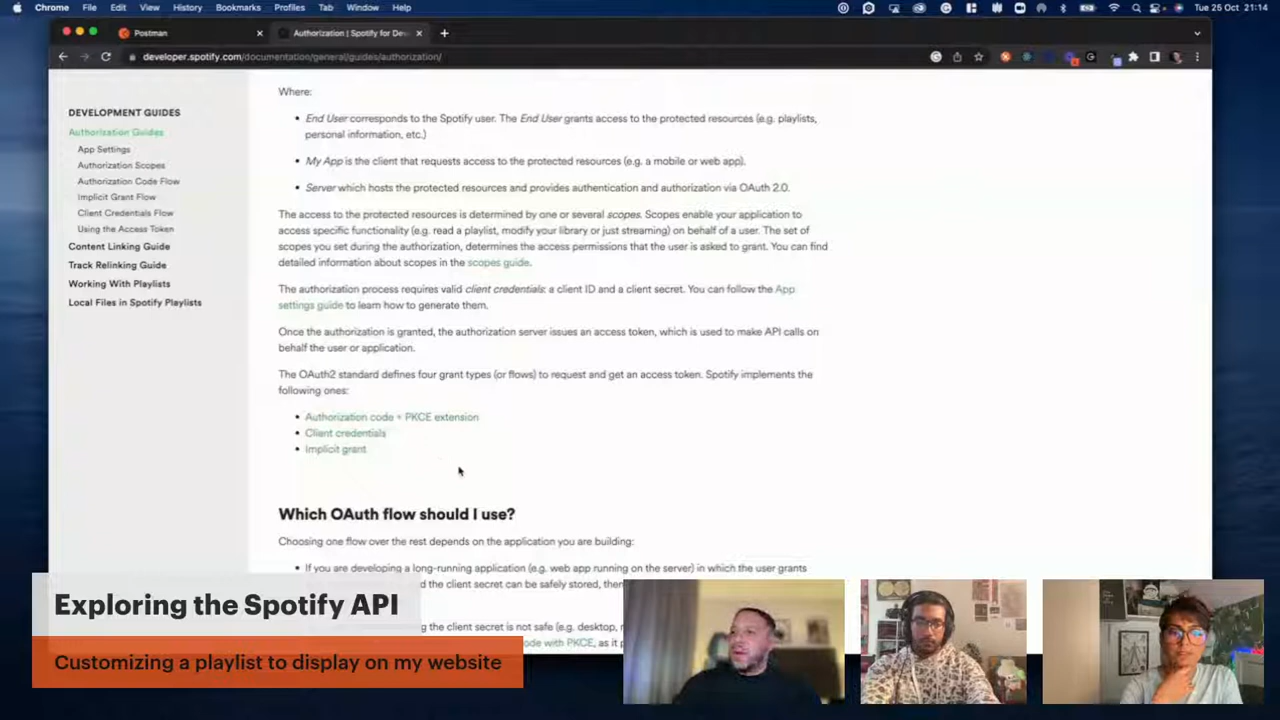 Chrome File Edit View History Bookmarks Profiles Tab Window Help Tue 25 Oct 21:14
Postman
Authorization | Spotify for Dev
developer.spotify.com/documentation/general/guides/authorization/
DEVELOPMENT GUIDES
Authorization Guides
App Settings
Authorization Scopes
Authorization Code Flow
Implicit Grant Flow
Client Credentials Flow
Using the Access Token
Content Linking Guide
Track Relinking Guide
Working With Playlists
Local Files in Spotify Playlists
Where:
• End User corresponds to the Spotify user. The End User grants access to the protected resources (e.g. playlists,
personal information, etc.)
• My App is the client that requests access to the protected resources (e.g. a mobile or web app).
• Server which hosts the protected resources and provides authentication and authorization via OAuth 2.0.
The access to the protected resources is determined by one or several scopes. Scopes enable your application to
access specific functionality (e.g. read a playlist, modify your library or just streaming) on behalf of a user. The set of
scopes you set during the authorization, determines the access permissions that the user is asked to grant. You can find
detailed information about scopes in the scopes guide.
The authorization process requires valid client credentials: a client ID and a client secret. You can follow the App
settings guide to learn how to generate them.
Once the authorization is granted, the authorization server issues an access token, which is used to make API calls on
behalf the user or application.
The OAuth2 standard defines four grant types (or flows) to request and get an access token. Spotify implements the
following ones:
• Authorization code + PKCE extension
• Client credentials
• Implicit grant
Which OAuth flow should I use?
Choosing one flow over the rest depends on the application you are building:
• If you are developing a long-running application (e.g. web app running on the server) in which the user grants
d the client secret can be safely stored, then
g the client secret is not safe (e.g. desktop,
ode with PKCE, as it
Exploring the Spotify API
Customizing a playlist to display on my website